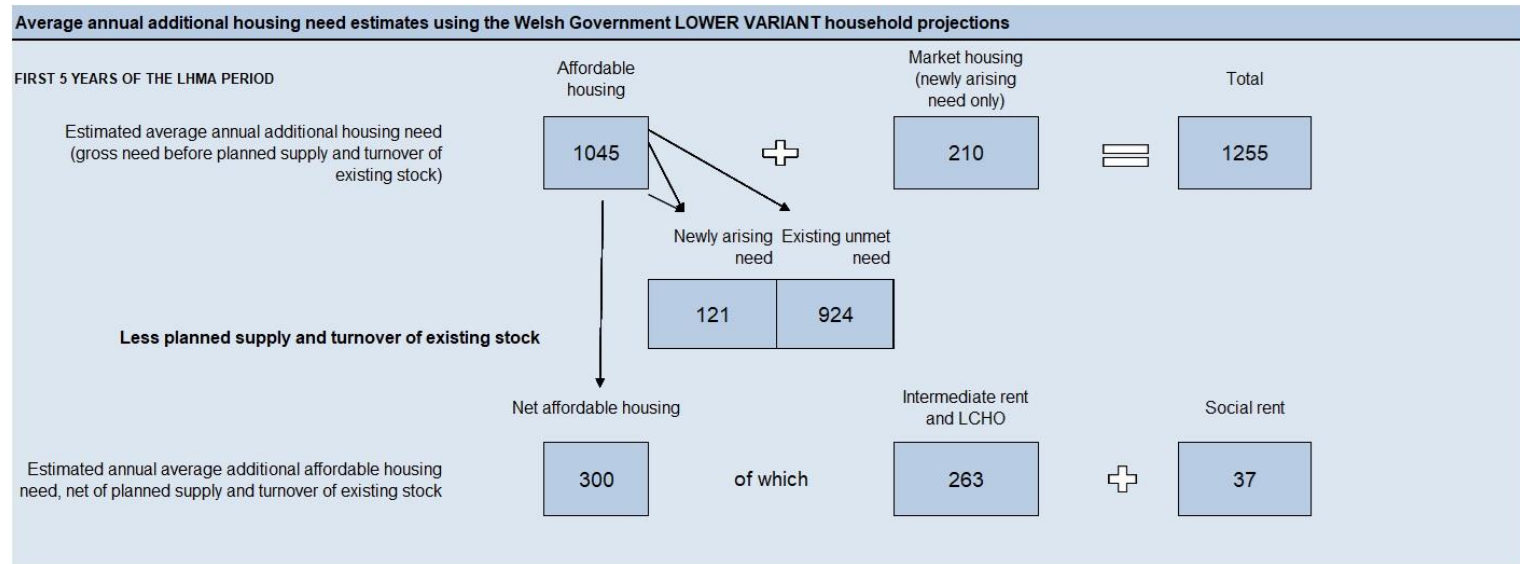 Average annual additional housing need estimates using the Welsh Government LOWER VARIANT household projections
FIRST 5 YEARS OF THE LHMA PERIOD
Affordable
housing
Market housing
(newly arising
need only)
Total
Estimated average annual additional housing need
(gross need before planned supply and turnover of
existing stock)
1045
210
1255
Newly arising
need
Existing unmet
need
121
924
Less planned supply and turnover of existing stock
Net affordable housing
Intermediate rent
and LCHO
Social rent
Estimated annual average additional affordable housing
need, net of planned supply and turnover of existing stock
300
of which
263
37